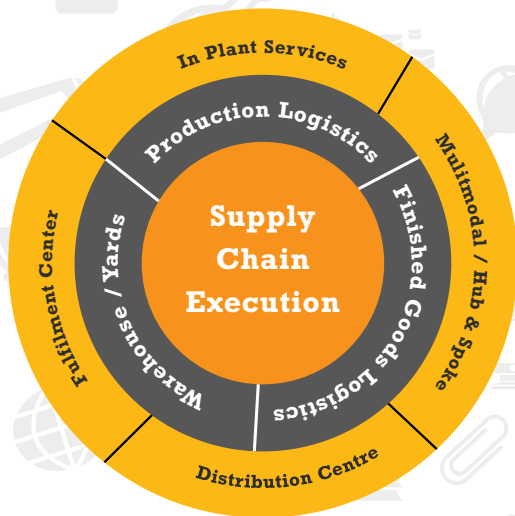 In Plant Services
Production Logistics
Mulitmodal / Hub & Spoke
Finished Goods Logistics
Supply
Chain
Execution
Warehouse / Yards
Fulfilment Center
Distribution Centre